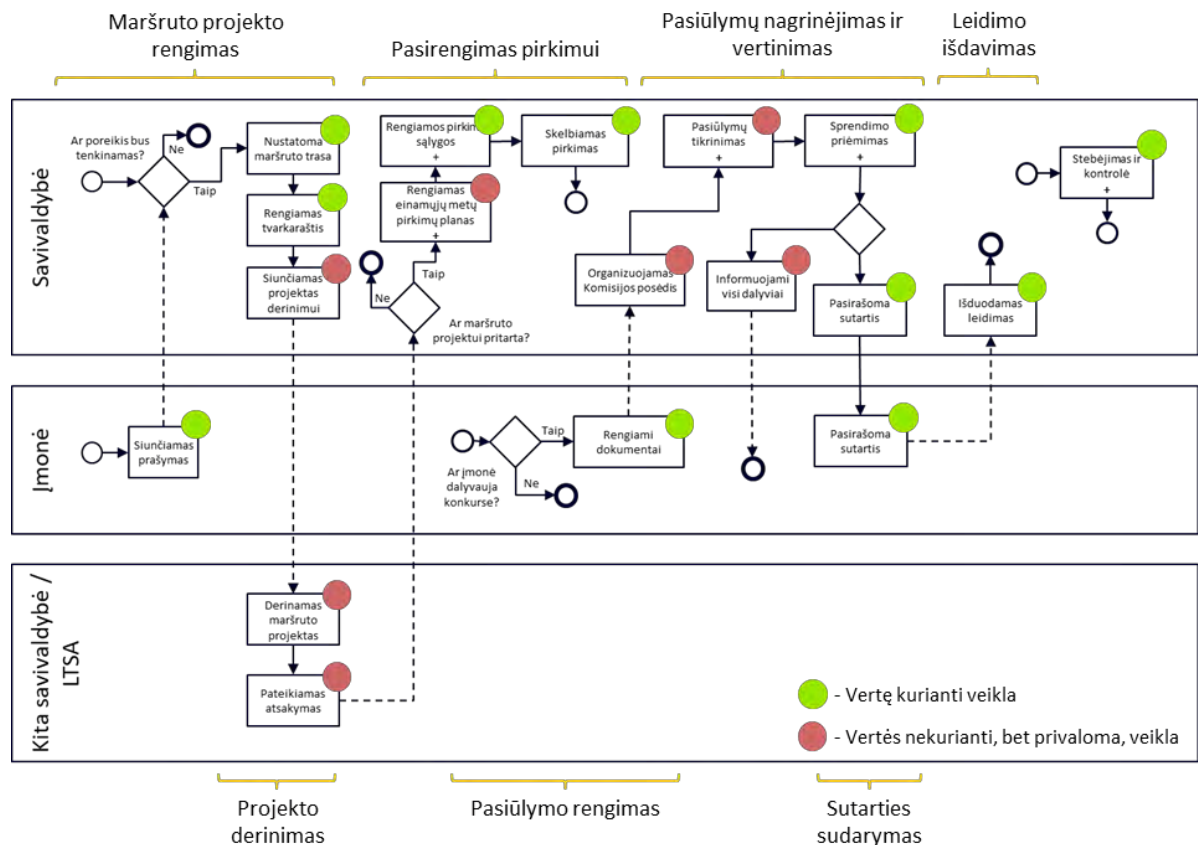 Maršruto projekto
rengimas
Pasirengimas pirkimui
Pasiūlymų nagrinėjimas ir
vertinimas
Leidimo
išdavimas
Savivaldybė
Ar poreikis bus
tenkinamas?
Ne
Taip
Nustatoma
maršruto trasa
Rengiamas
tvarkaraštis
Siunčiamas
projektas
derinimui
Rengiamos pirkim
sąlygos
+
Skelbiamas
pirkimas
+
Rengiamas
einamųjų metų
pirkimų planas
+
Taip
Ne
Ar maršruto
projektui pritarta?
Pasiūlymų
tikrinimas
+
Sprendimo
priėmimas
+
Organizuojamas
Komisijos posėdis
Informuojami
visi dalyviai
Pasirašoma
sutartis
Išduodamas
leidimas
Stebėjimas ir
kontrolė
+
Įmonė
Siunčiamas
prašymas
Ar įmonė
dalyvauja
konkurse?
Taip
Ne
Rengiami
dokumentai
Pasirašoma
sutartis
Kita savivaldybė /
LTSA
Derinamas
maršruto
projektas
Pateikiamas
atsakymas
- Vertę kurianti veikla
- Vertės nekurianti, bet privaloma, veikla
Projekto
derinimas
Pasiūlymo rengimas
Sutarties
sudarymas